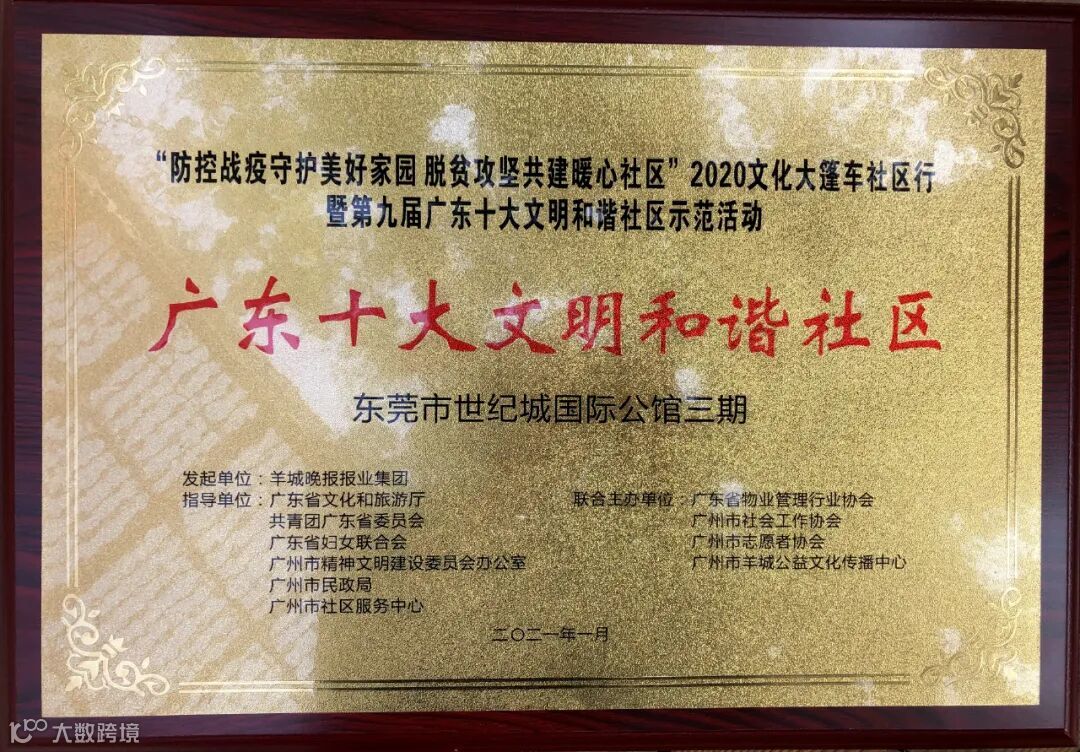 “防控战疫守护美好家园 脱贫攻坚共建暖心社区”2020文化大篷车社区行
暨第九届广东十大文明和谐社区示范活动
广东十大文明和谐社区
东莞市世纪城国际公馆三期
发起单位：羊城晚报报业集团
指导单位：广东省文化和旅游厅
共青团广东省委员会
广东省妇女联合会
广州市精神文明建设委员会办公室
广州市民政局
广州市社区服务中心
联合主办单位：广东省物业管理行业协会
广州市社会工作协会
广州市志愿者协会
广州市羊城公益文化传播中心
二〇二一年一月
大数跨境